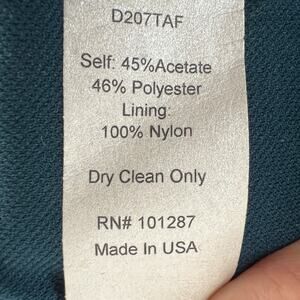 D207TAF
Self: 45%Acetate
46% Polyester
Lining:
100% Nylon
Dry Clean Only
RN# 101287
Made In USA